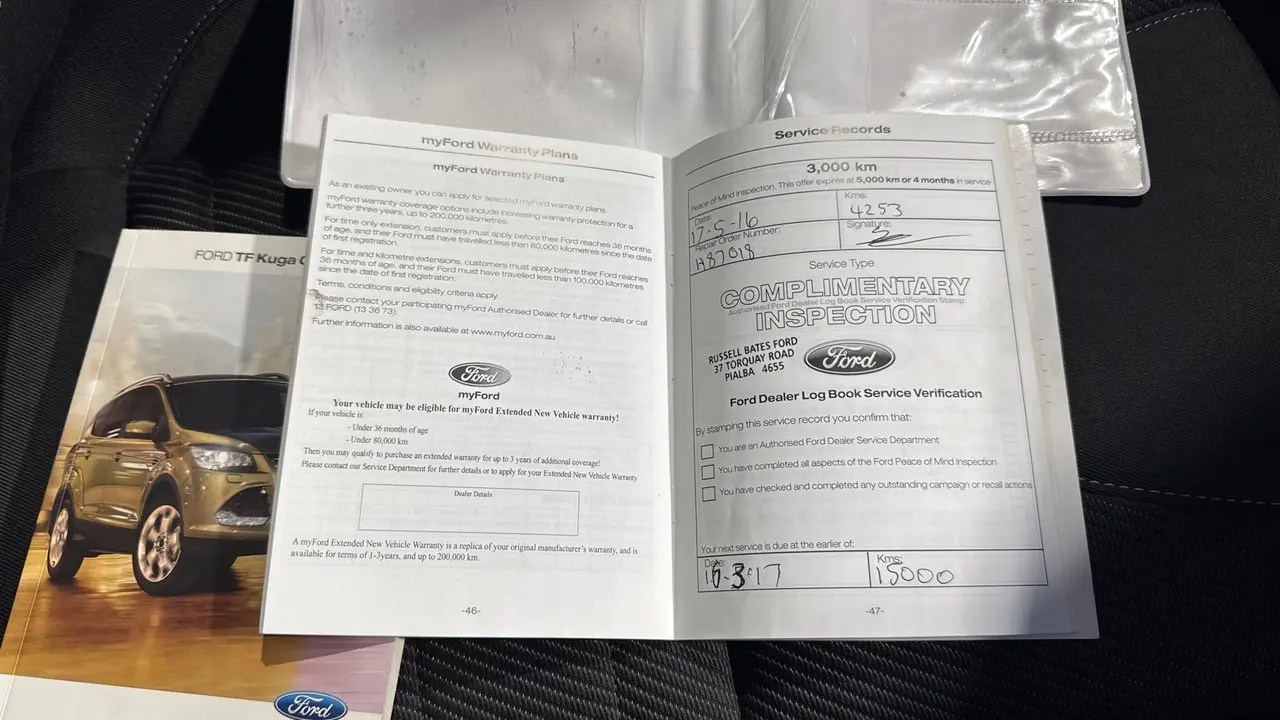 FORD TF Kuga
Ford
myFord Warranty Plans
myFord Warranty Plans
As an existing owner you can apply for selected myFord warranty plans.
myFord warranty coverage options include increasing warranty protection for a
further three years, up to 200,000 kilometres.
For time only extension, customers must apply before their Ford reaches 36 months
of age, and their Ford must have travelled less than 60,000 kilometres since the date
of first registration.
For time and kilometre extensions, customers must apply before their Ford reaches
36 months of age, and their Ford must have travelled less than 100,000 kilometres
since the date of first registration.
Terms, conditions and eligibility criteria apply.
Please contact your participating myFord Authorised Dealer for further details or call
13 FORD (13 36 73).
Further information is also available at www.myford.com.au
Ford
myFord
Your vehicle may be eligible for myFord Extended New Vehicle warranty!
If your vehicle is:
- Under 36 months of age
- Under 80,000 km
Then you may qualify to purchase an extended warranty for up to 3 years of additional coverage!
Please contact our Service Department for further details or to apply for your Extended New Vehicle Warranty
Dealer Details
A myFord Extended New Vehicle Warranty is a replica of your original manufacturer's warranty, and is
available for terms of 1-3years, and up to 200,000 km.
-46-
Service Records
3,000 km
Peace of Mind Inspection. This offer expires at 5,000 km or 4 months in service
Date:
17-5-16
Kms:
4253
Repair Order Number:
A87018
Signature:
Service Type
COMPLIMENTARY
Authorised Ford Dealer Log Book Service Verification Stamp
INSPECTION
RUSSELL BATES FORD
37 TORQUAY ROAD
PIALBA 4655
Ford
Ford Dealer Log Book Service Verification
By stamping this service record you confirm that:
You are an Authorised Ford Dealer Service Department
You have completed all aspects of the Ford Peace of Mind Inspection
You have checked and completed any outstanding campaign or recall actions
Your next service is due at the earlier of:
Date:
16-3-17
Kms:
15000
-47-